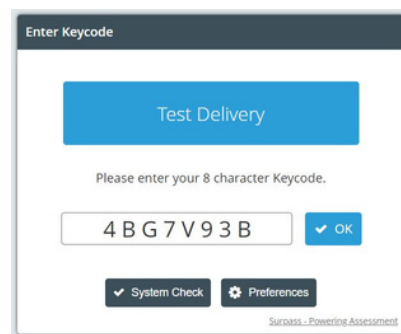 Enter Keycode
Test Delivery
Please enter your 8 character Keycode.
4BG7V93B
OK
System Check
Preferences
Surpass - Powering Assessment